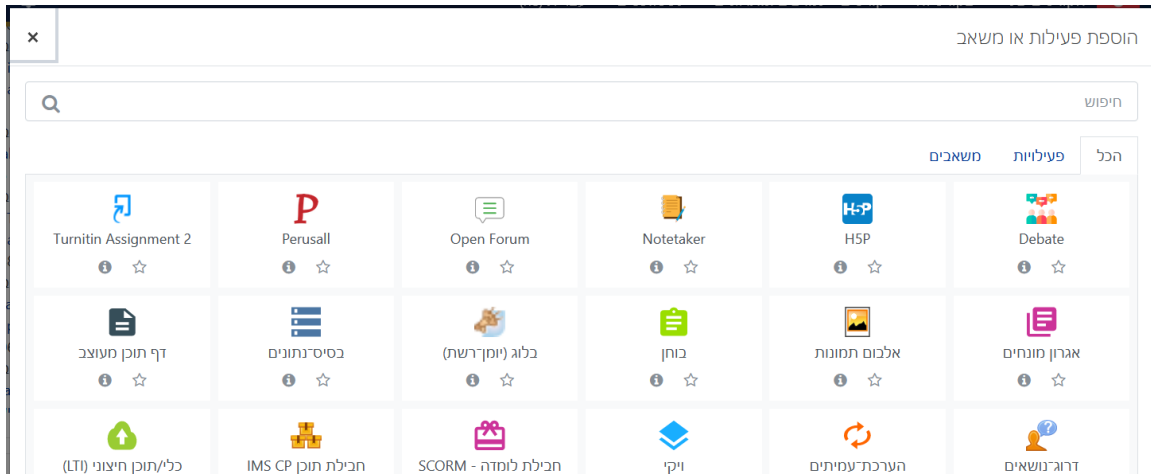 הוספת פעילות או משאב
×
חיפוש
הכל פעילויות משאבים
Debate H5P Notetaker Open Forum Perusall Turnitin Assignment 2
אגרון מונחים אלבום תמונות בוחן בלוג (יומן־רשת) בסיס־נתונים דף תוכן מעוצב
דרוג־נושאים הערכת־עמיתים ויקי חבילת לומדה - SCORM חבילת תוכן IMS CP כלי/תוכן חיצוני (LTI)